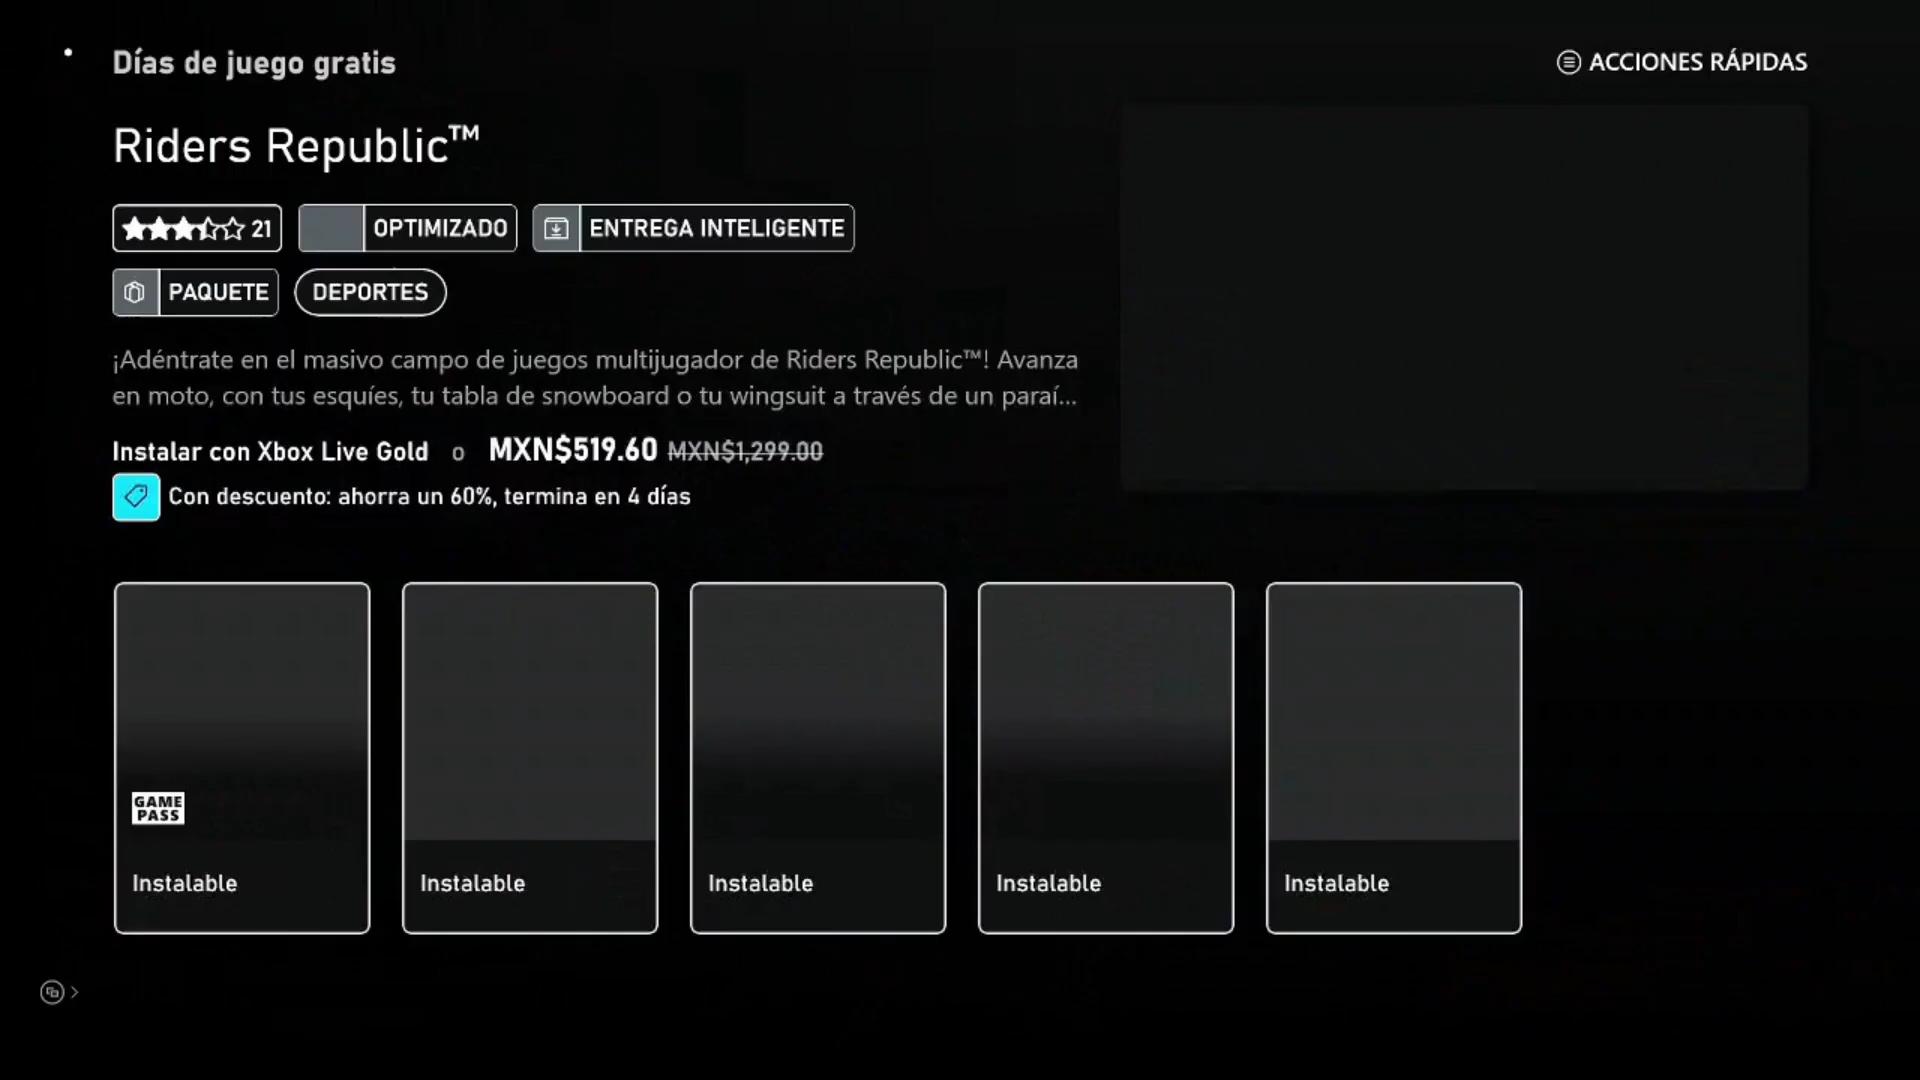 Días de juego gratis
ACCIONES RÁPIDAS
Riders Republic™
21
OPTIMIZADO
ENTREGA INTELIGENTE
PAQUETE
DEPORTES
¡Adéntrate en el masivo campo de juegos multijugador de Riders Republic™! Avanza
en moto, con tus esquíes, tu tabla de snowboard o tu wingsuit a través de un paraí...
Instalar con Xbox Live Gold o MXN$519.60 MXN$1,299.00
Con descuento: ahorra un 60%, termina en 4 días
GAME
PASS
Instalable
Instalable
Instalable
Instalable
Instalable